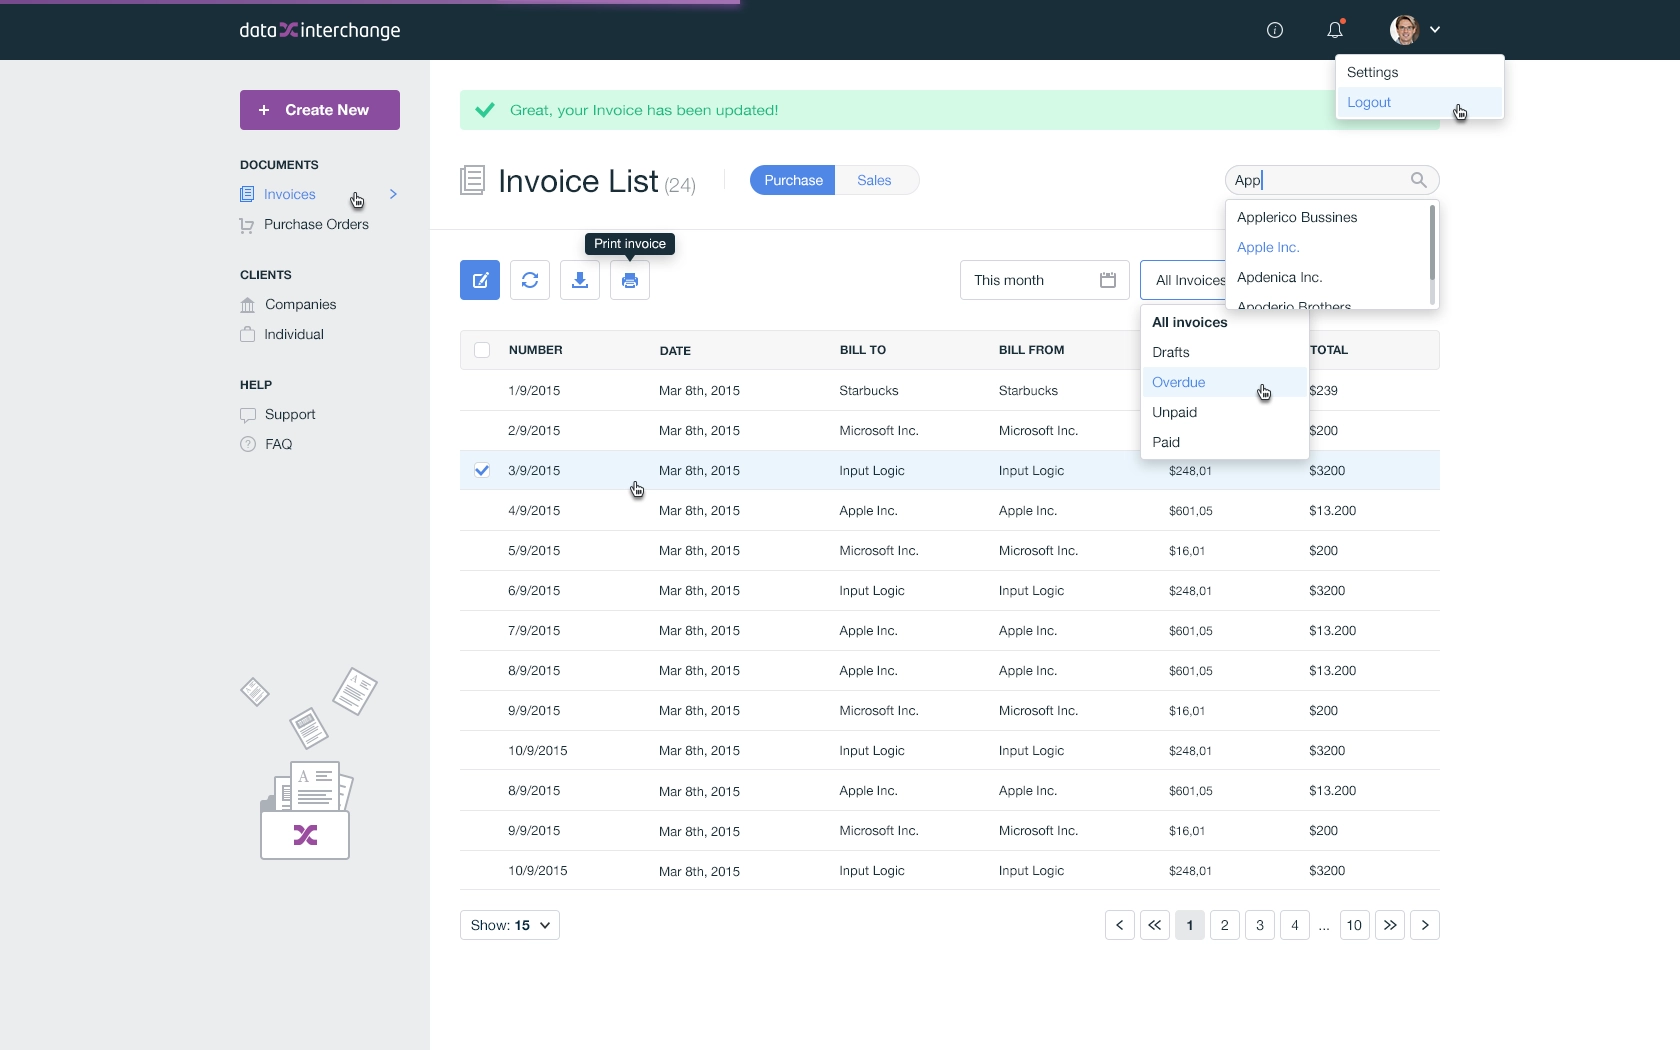 data interchange
Settings
Logout
+ Create New
DOCUMENTS
Invoices
Purchase Orders
CLIENTS
Companies
Individual
HELP
Support
FAQ
Great, your Invoice has been updated!
Invoice List (24)
Purchase Sales
App
Applerico Bussines
Apple Inc.
Apdenica Inc.
Apoderio Brothers
Print invoice
This month
All Invoices
All invoices
Drafts
Overdue
Unpaid
Paid
NUMBER DATE BILL TO BILL FROM TOTAL
1/9/2015 Mar 8th, 2015 Starbucks Starbucks $239
2/9/2015 Mar 8th, 2015 Microsoft Inc. Microsoft Inc. $200
3/9/2015 Mar 8th, 2015 Input Logic Input Logic $248,01 $3200
4/9/2015 Mar 8th, 2015 Apple Inc. Apple Inc. $601,05 $13.200
5/9/2015 Mar 8th, 2015 Microsoft Inc. Microsoft Inc. $16,01 $200
6/9/2015 Mar 8th, 2015 Input Logic Input Logic $248,01 $3200
7/9/2015 Mar 8th, 2015 Apple Inc. Apple Inc. $601,05 $13.200
8/9/2015 Mar 8th, 2015 Apple Inc. Apple Inc. $601,05 $13.200
9/9/2015 Mar 8th, 2015 Microsoft Inc. Microsoft Inc. $16,01 $200
10/9/2015 Mar 8th, 2015 Input Logic Input Logic $248,01 $3200
8/9/2015 Mar 8th, 2015 Apple Inc. Apple Inc. $601,05 $13.200
9/9/2015 Mar 8th, 2015 Microsoft Inc. Microsoft Inc. $16,01 $200
10/9/2015 Mar 8th, 2015 Input Logic Input Logic $248,01 $3200
Show: 15
1 2 3 4 ... 10
A
A